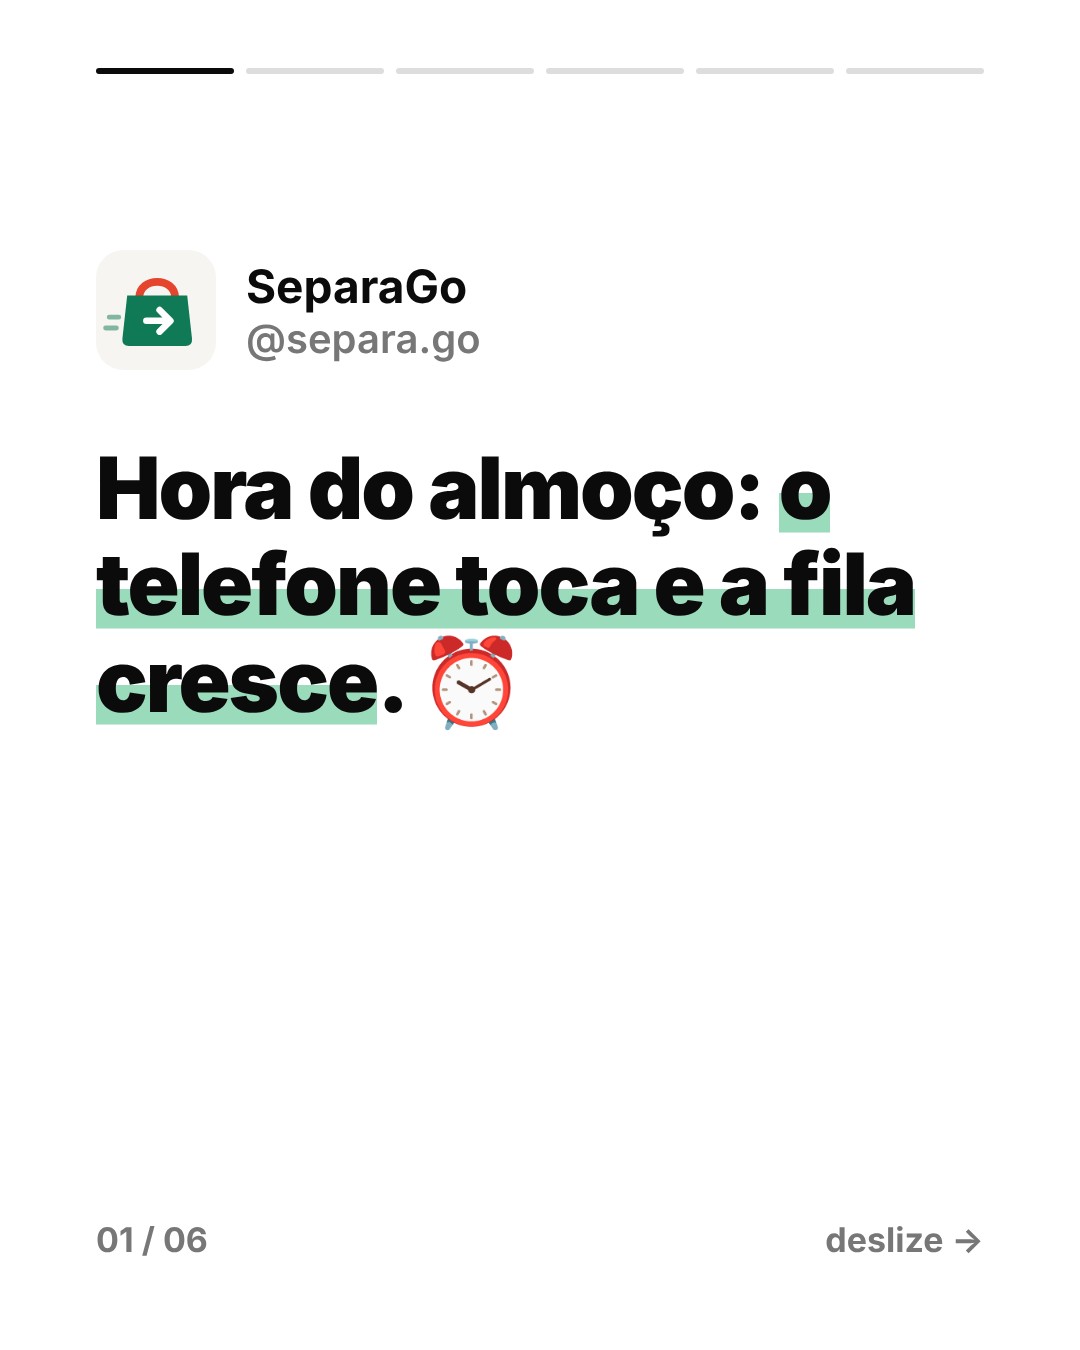 SeparaGo
@separa.go
Hora do almoço: o
telefone toca e a fila
cresce. ⏰
01 / 06
deslize →